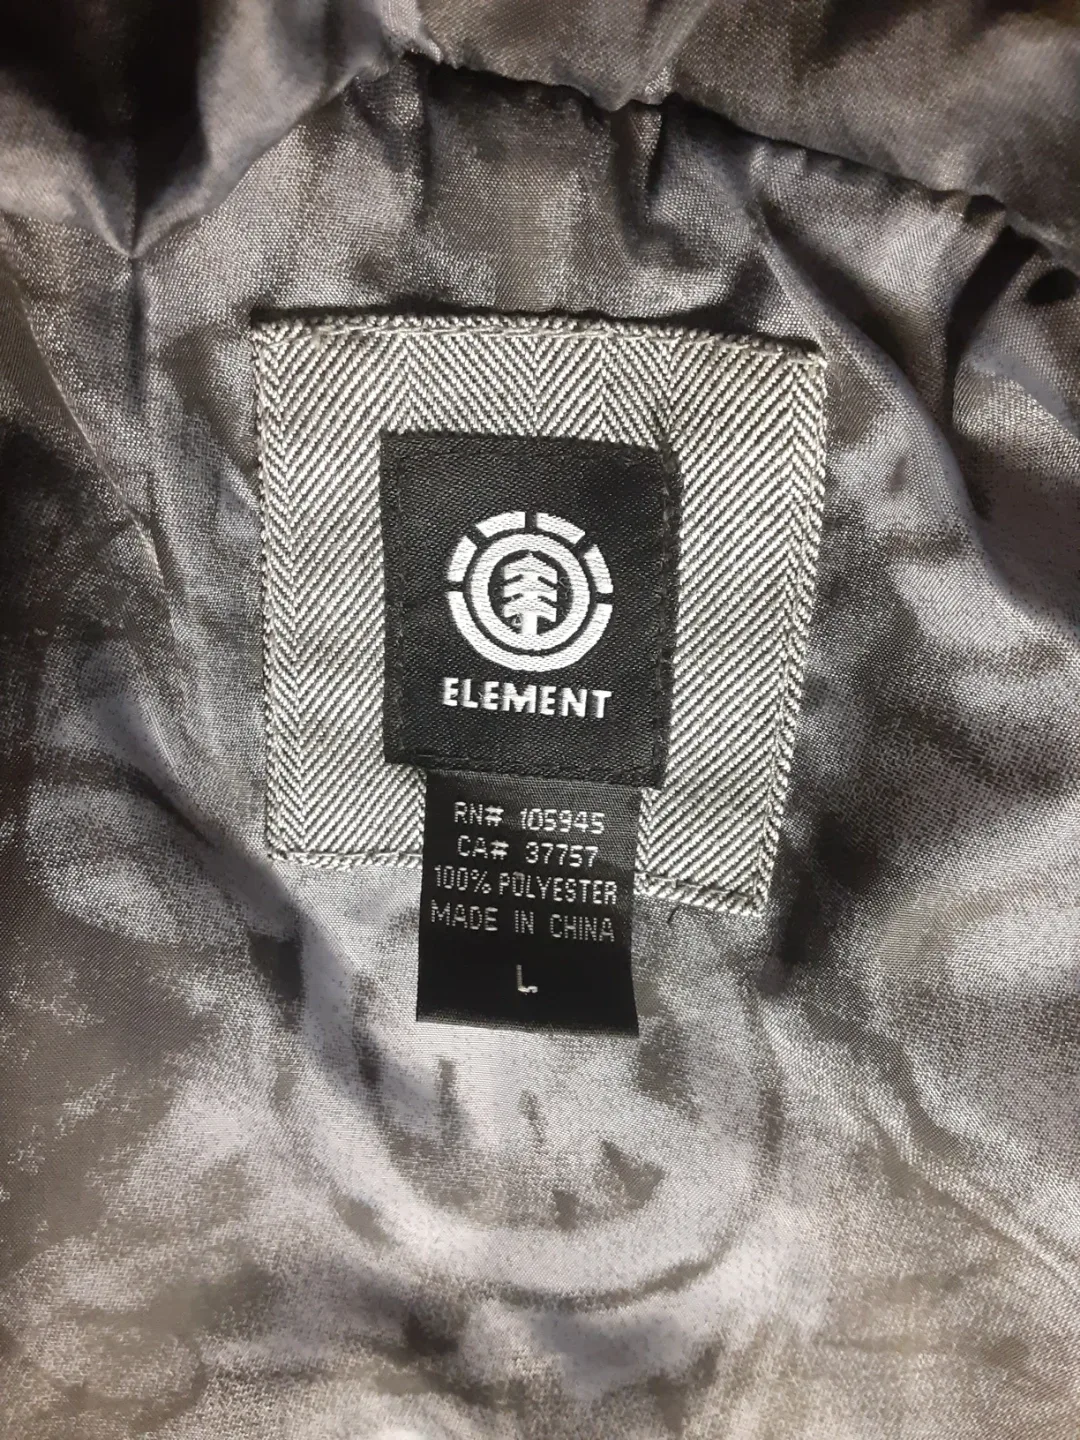 ELEMENT
RN# 105945
CA# 37757
100% POLYESTER
MADE IN CHINA
L